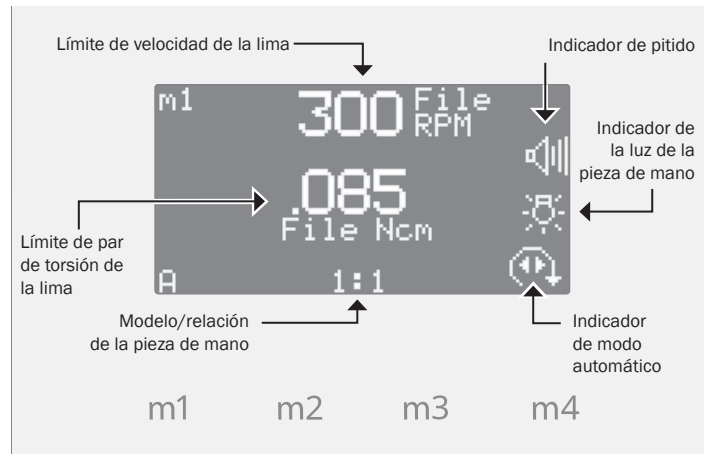 Límite de velocidad de la lima
Indicador de pitido
m1
300 File
RPM
Indicador de
la luz de la
pieza de mano
.085
File Ncm
Límite de par
de torsión de
la lima
A
1:1
Modelo/relación
de la pieza de mano
Indicador
de modo
automático
m1 m2 m3 m4